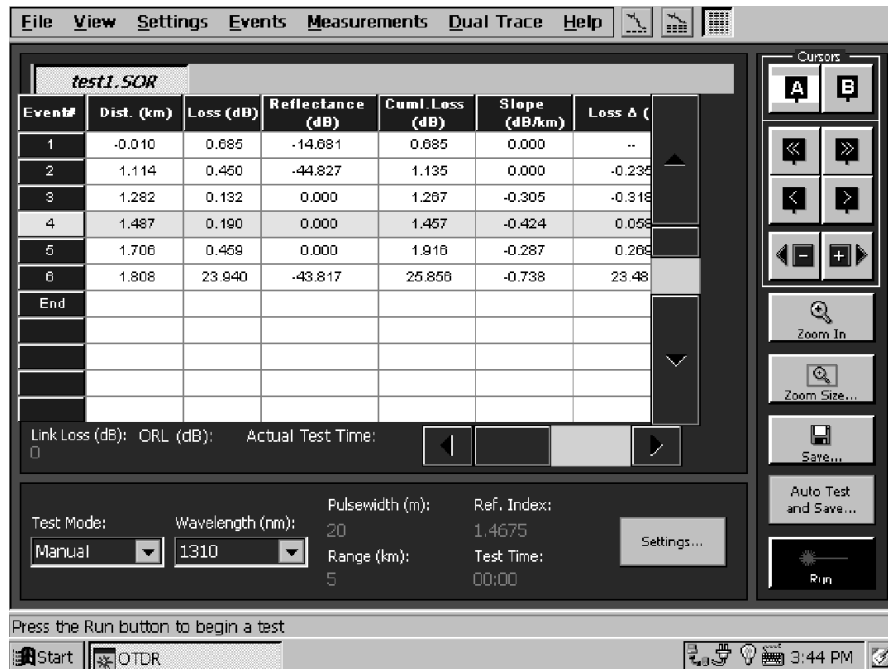 File View Settings Events Measurements Dual Trace Help
test1.SOR
Event# Dist. (km) Loss (dB) Reflectance (dB) Cuml.Loss (dB) Slope (dB/km) Loss Δ (
1 -0.010 0.685 -14.681 0.685 0.000 --
2 1.114 0.450 -44.827 1.135 0.000 -0.235
3 1.282 0.132 0.000 1.267 -0.305 -0.318
4 1.487 0.190 0.000 1.457 -0.424 0.058
5 1.706 0.459 0.000 1.916 -0.287 0.269
6 1.808 23.940 -43.817 25.856 -0.738 23.48
End
Link Loss (dB): ORL (dB): Actual Test Time:
0
Test Mode: Wavelength (nm): Pulsewidth (m): Ref. Index:
20 1.4675
Manual 1310 Range (km): Test Time:
5 00:00
Settings...
Cursors
A B
Zoom In
Zoom Size...
Save...
Auto Test
and Save...
Run
Press the Run button to begin a test
Start OTDR 3:44 PM